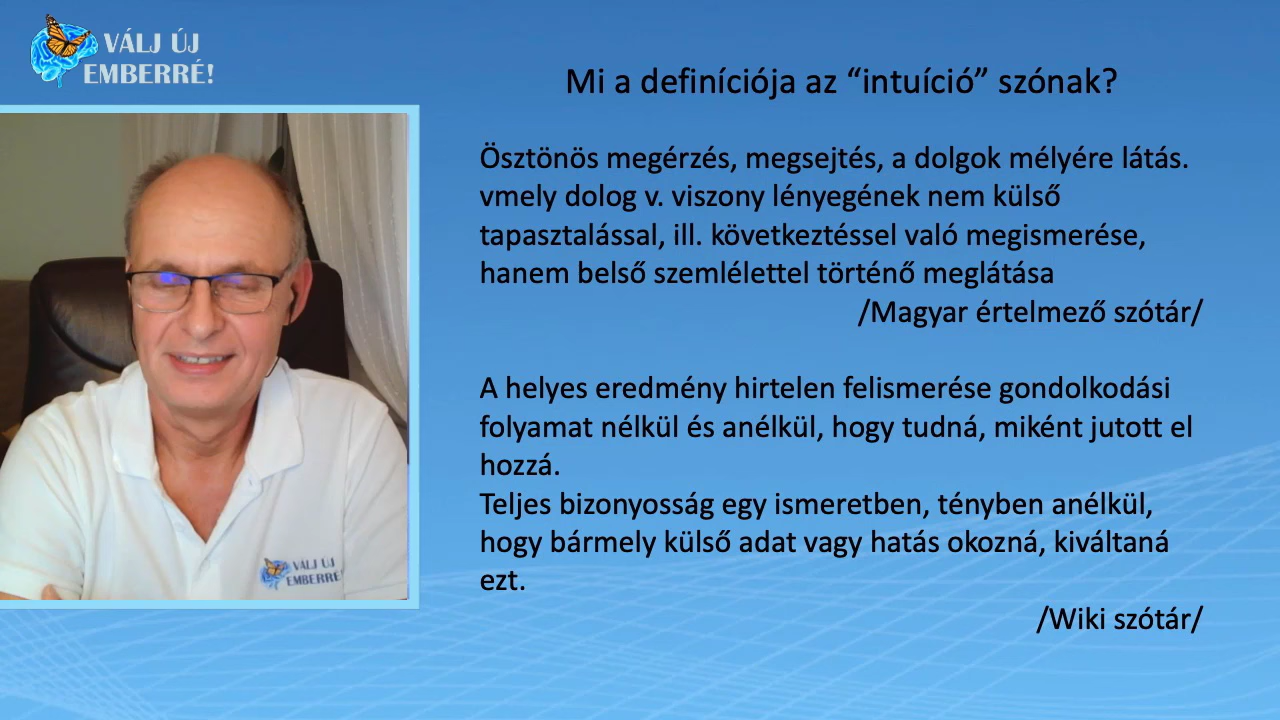 VÁLJ ÚJ
EMBERRÉ!
Mi a definíciója az “intuíció” szónak?
Ösztönös megérzés, megsejtés, a dolgok mélyére látás.
vmely dolog v. viszony lényegének nem külső
tapasztalással, ill. következtéssel való megismerése,
hanem belső szemlélettel történő meglátása
/Magyar értelmező szótár/
A helyes eredmény hirtelen felismerése gondolkodási
folyamat nélkül és anélkül, hogy tudná, miként jutott el
hozzá.
Teljes bizonyosság egy ismeretben, tényben anélkül,
hogy bármely külső adat vagy hatás okozná, kiváltaná
ezt.
/Wiki szótár/
VÁLJ ÚJ
EMBERRÉ!